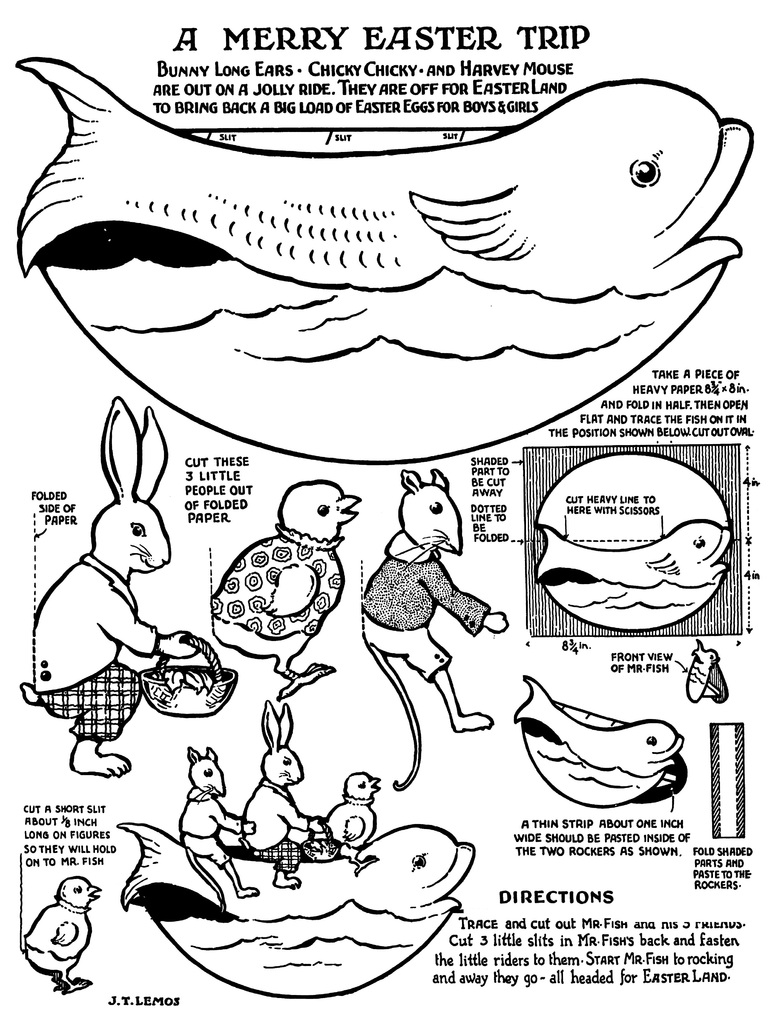 A MERRY EASTER TRIP
BUNNY LONG EARS · CHICKY CHICKY · AND HARVEY MOUSE
ARE OUT ON A JOLLY RIDE. THEY ARE OFF FOR EASTER LAND
TO BRING BACK A BIG LOAD OF EASTER EGGS FOR BOYS & GIRLS
SLIT
SLIT
SLIT
TAKE A PIECE OF
HEAVY PAPER 8¾" x 8 in.
AND FOLD IN HALF. THEN OPEN
FLAT AND TRACE THE FISH ON IT IN
THE POSITION SHOWN BELOW. CUT OUT OVAL.
FOLDED
SIDE OF
PAPER
CUT THESE
3 LITTLE
PEOPLE OUT
OF FOLDED
PAPER
SHADED
PART TO
BE CUT
AWAY
DOTTED
LINE TO
BE
FOLDED
CUT HEAVY LINE TO
HERE WITH SCISSORS
4 in
4 in
8¾ in.
FRONT VIEW
OF MR. FISH
A THIN STRIP ABOUT ONE INCH
WIDE SHOULD BE PASTED INSIDE OF
THE TWO ROCKERS AS SHOWN.
FOLD SHADED
PARTS AND
PASTE TO THE
ROCKERS.
CUT A SHORT SLIT
ABOUT ⅛ INCH
LONG ON FIGURES
SO THEY WILL HOLD
ON TO MR. FISH
DIRECTIONS
TRACE and cut out MR. FISH and his 3 FRIENDS.
Cut 3 little slits in MR. FISH'S back and fasten
the little riders to them. START MR. FISH to rocking
and away they go - all headed for EASTER LAND.
J.T. LEMOS